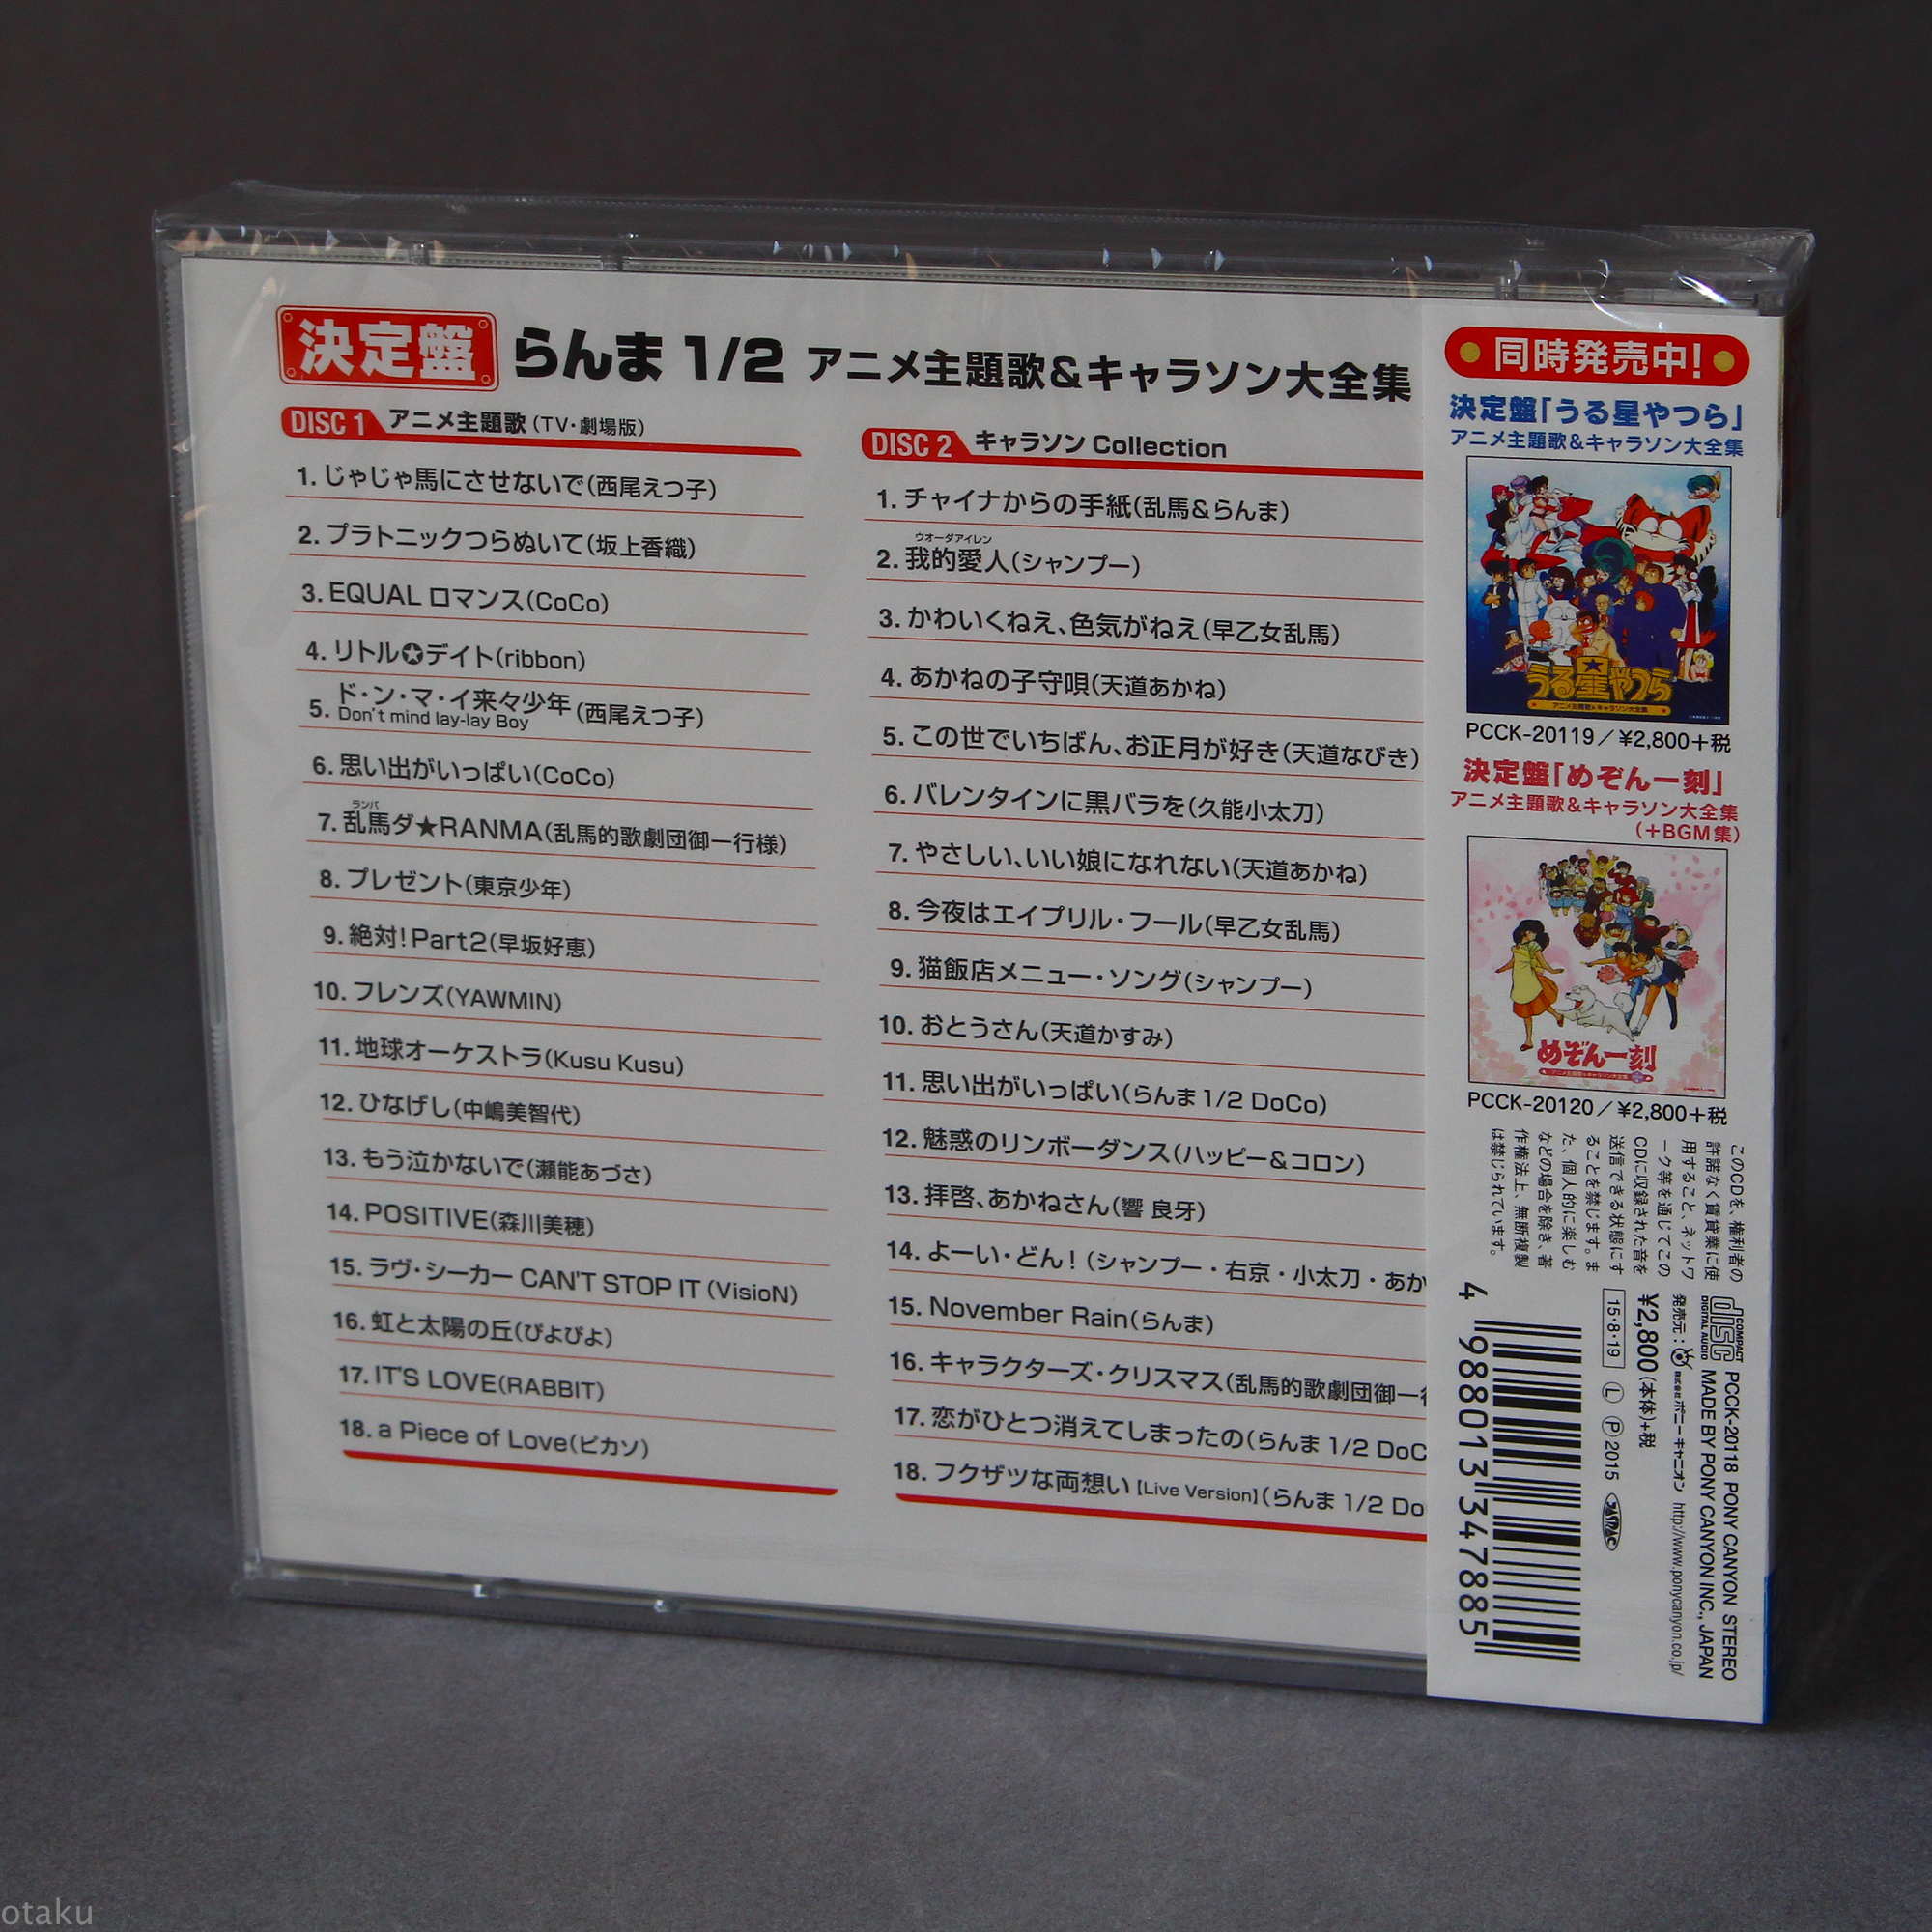 決定盤 らんま 1/2 アニメ主題歌&キャラソン大全集
DISC 1 アニメ主題歌 (TV・劇場版)
1. じゃじゃ馬にさせないで(西尾えつ子)
2. プラトニックつらぬいて(坂上香織)
3. EQUAL ロマンス(CoCo)
4. リトル✪デイト(ribbon)
5. ド・ン・マ・イ来々少年 (西尾えつ子)
Don't mind lay-lay Boy
6. 思い出がいっぱい(CoCo)
ランバ
7. 乱馬ダ★RANMA(乱馬的歌劇団御一行様)
8. プレゼント(東京少年)
9. 絶対!Part2(早坂好恵)
10. フレンズ(YAWMIN)
11. 地球オーケストラ(Kusu Kusu)
12. ひなげし(中嶋美智代)
13. もう泣かないで(瀬能あづさ)
14. POSITIVE(森川美穂)
15. ラヴ・シーカー CAN'T STOP IT (VisioN)
16. 虹と太陽の丘(ぴよぴよ)
17. IT'S LOVE(RABBIT)
18. a Piece of Love(ピカソ)
DISC 2 キャラソン Collection
1. チャイナからの手紙(乱馬&らんま)
ウオーダアイレン
2. 我的愛人(シャンプー)
3. かわいくねえ、色気がねえ(早乙女乱馬)
4. あかねの子守唄(天道あかね)
5. この世でいちばん、お正月が好き(天道なびき)
6. バレンタインに黒バラを(久能小太刀)
7. やさしい、いい娘になれない(天道あかね)
8. 今夜はエイプリル・フール(早乙女乱馬)
9. 猫飯店メニュー・ソング(シャンプー)
10. おとうさん(天道かすみ)
11. 思い出がいっぱい(らんま1/2 DoCo)
12. 魅惑のリンボーダンス(ハッピー&コロン)
13. 拝啓、あかねさん(響 良牙)
14. よーい・どん! (シャンプー・右京・小太刀・あか
15. November Rain(らんま)
16. キャラクターズ・クリスマス(乱馬的歌劇団御一
17. 恋がひとつ消えてしまったの(らんま 1/2 DoC
18. フクザツな両想い [Live Version] (らんま 1/2 Do
同時発売中!
決定盤「うる星やつら」
アニメ主題歌&キャラソン大全集
うる星やつら
アニメ主題歌&キャラソン大全集
PCCK-20119/¥2,800+税
決定盤「めぞん一刻」
アニメ主題歌&キャラソン大全集
(+BGM集)
めぞん一刻
アニメ主題歌&キャラソン大全集
PCCK-20120/¥2,800+税
このCDを、権利者の
許諾なく賃貸業に使
用すること、ネットワ
ーク等を通じてこの
CDに収録された音を
送信できる状態にす
ることを禁じます。ま
た、個人的に楽しむ
などの場合を除き、著
作権法上、無断複製
は禁じられています。
COMPACT disc DIGITAL AUDIO
PCCK-20118 PONY CANYON STEREO
MADE BY PONY CANYON INC., JAPAN
発売元: 株式会社ポニーキャニオン http://www.ponycanyon.co.jp/
¥2,800(本体)+税
15・8・19 Ⓛ Ⓟ 2015 JASRAC
4 988013 347885
otaku